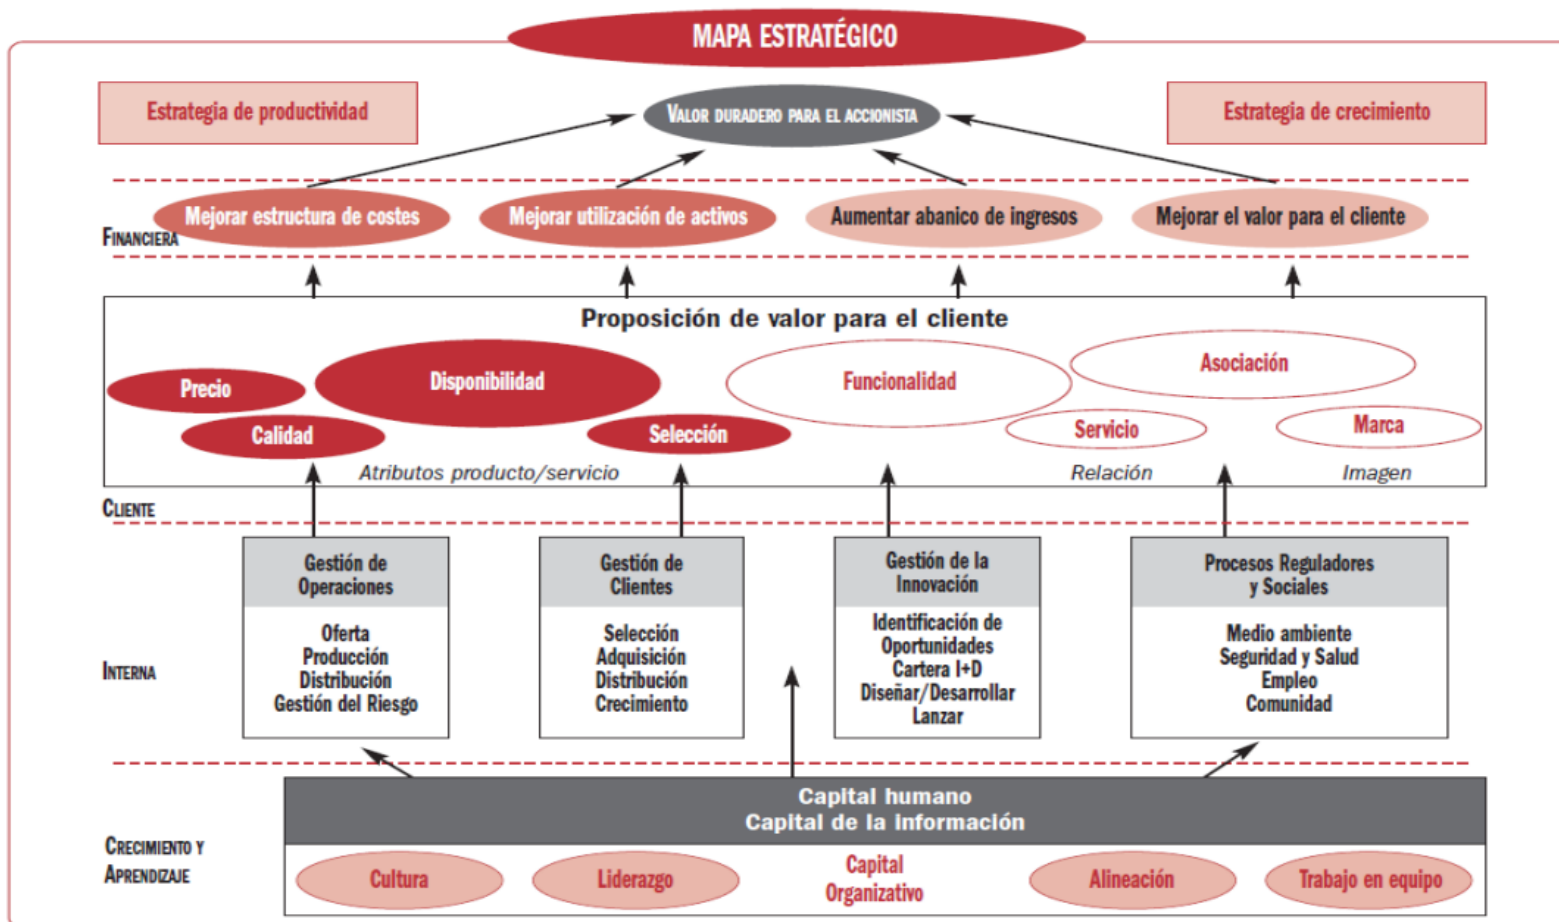 MAPA ESTRATÉGICO
Estrategia de productividad
VALOR DURADERO PARA EL ACCIONISTA
Estrategia de crecimiento
Mejorar estructura de costes
Mejorar utilización de activos
Aumentar abanico de ingresos
Mejorar el valor para el cliente
FINANCIERA
Proposición de valor para el cliente
Precio
Disponibilidad
Funcionalidad
Asociación
Calidad
Selección
Servicio
Marca
Atributos producto/servicio
Relación
Imagen
CLIENTE
Gestión de
Operaciones
Oferta
Producción
Distribución
Gestión del Riesgo
Gestión de
Clientes
Selección
Adquisición
Distribución
Crecimiento
Gestión de la
Innovación
Identificación de
Oportunidades
Cartera I+D
Diseñar/Desarrollar
Lanzar
Procesos Reguladores
y Sociales
Medio ambiente
Seguridad y Salud
Empleo
Comunidad
INTERNA
Capital humano
Capital de la información
CRECIMIENTO Y
APRENDIZAJE
Cultura
Liderazgo
Capital
Organizativo
Alineación
Trabajo en equipo